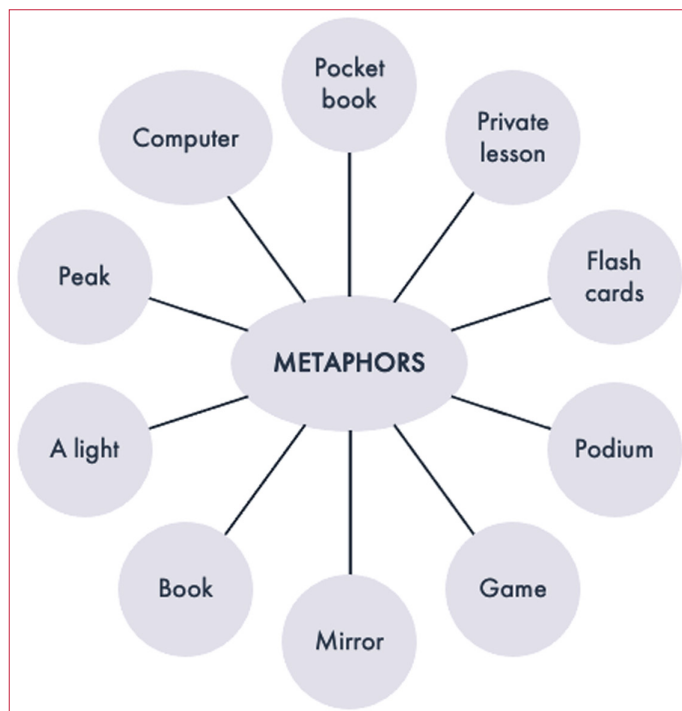 Pocket
book
Computer
Private
lesson
Peak
Flash
cards
METAPHORS
A light
Podium
Book
Game
Mirror